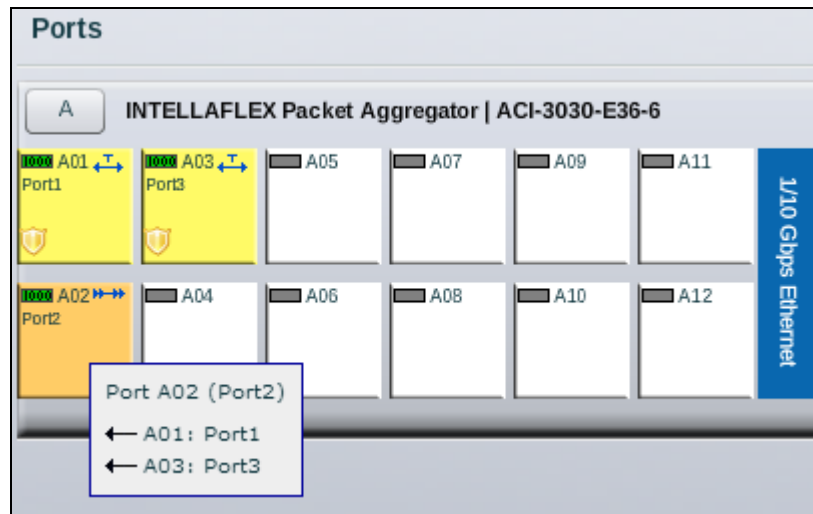 Ports
A INTELLAFLEX Packet Aggregator | ACI-3030-E36-6
1000 A01 T 1000 A03 T A05 A07 A09 A11
Port1 Port3
1/10 Gbps Ethernet
1000 A02 A04 A06 A08 A10 A12
Port2
Port A02 (Port2)
A01: Port1
A03: Port3